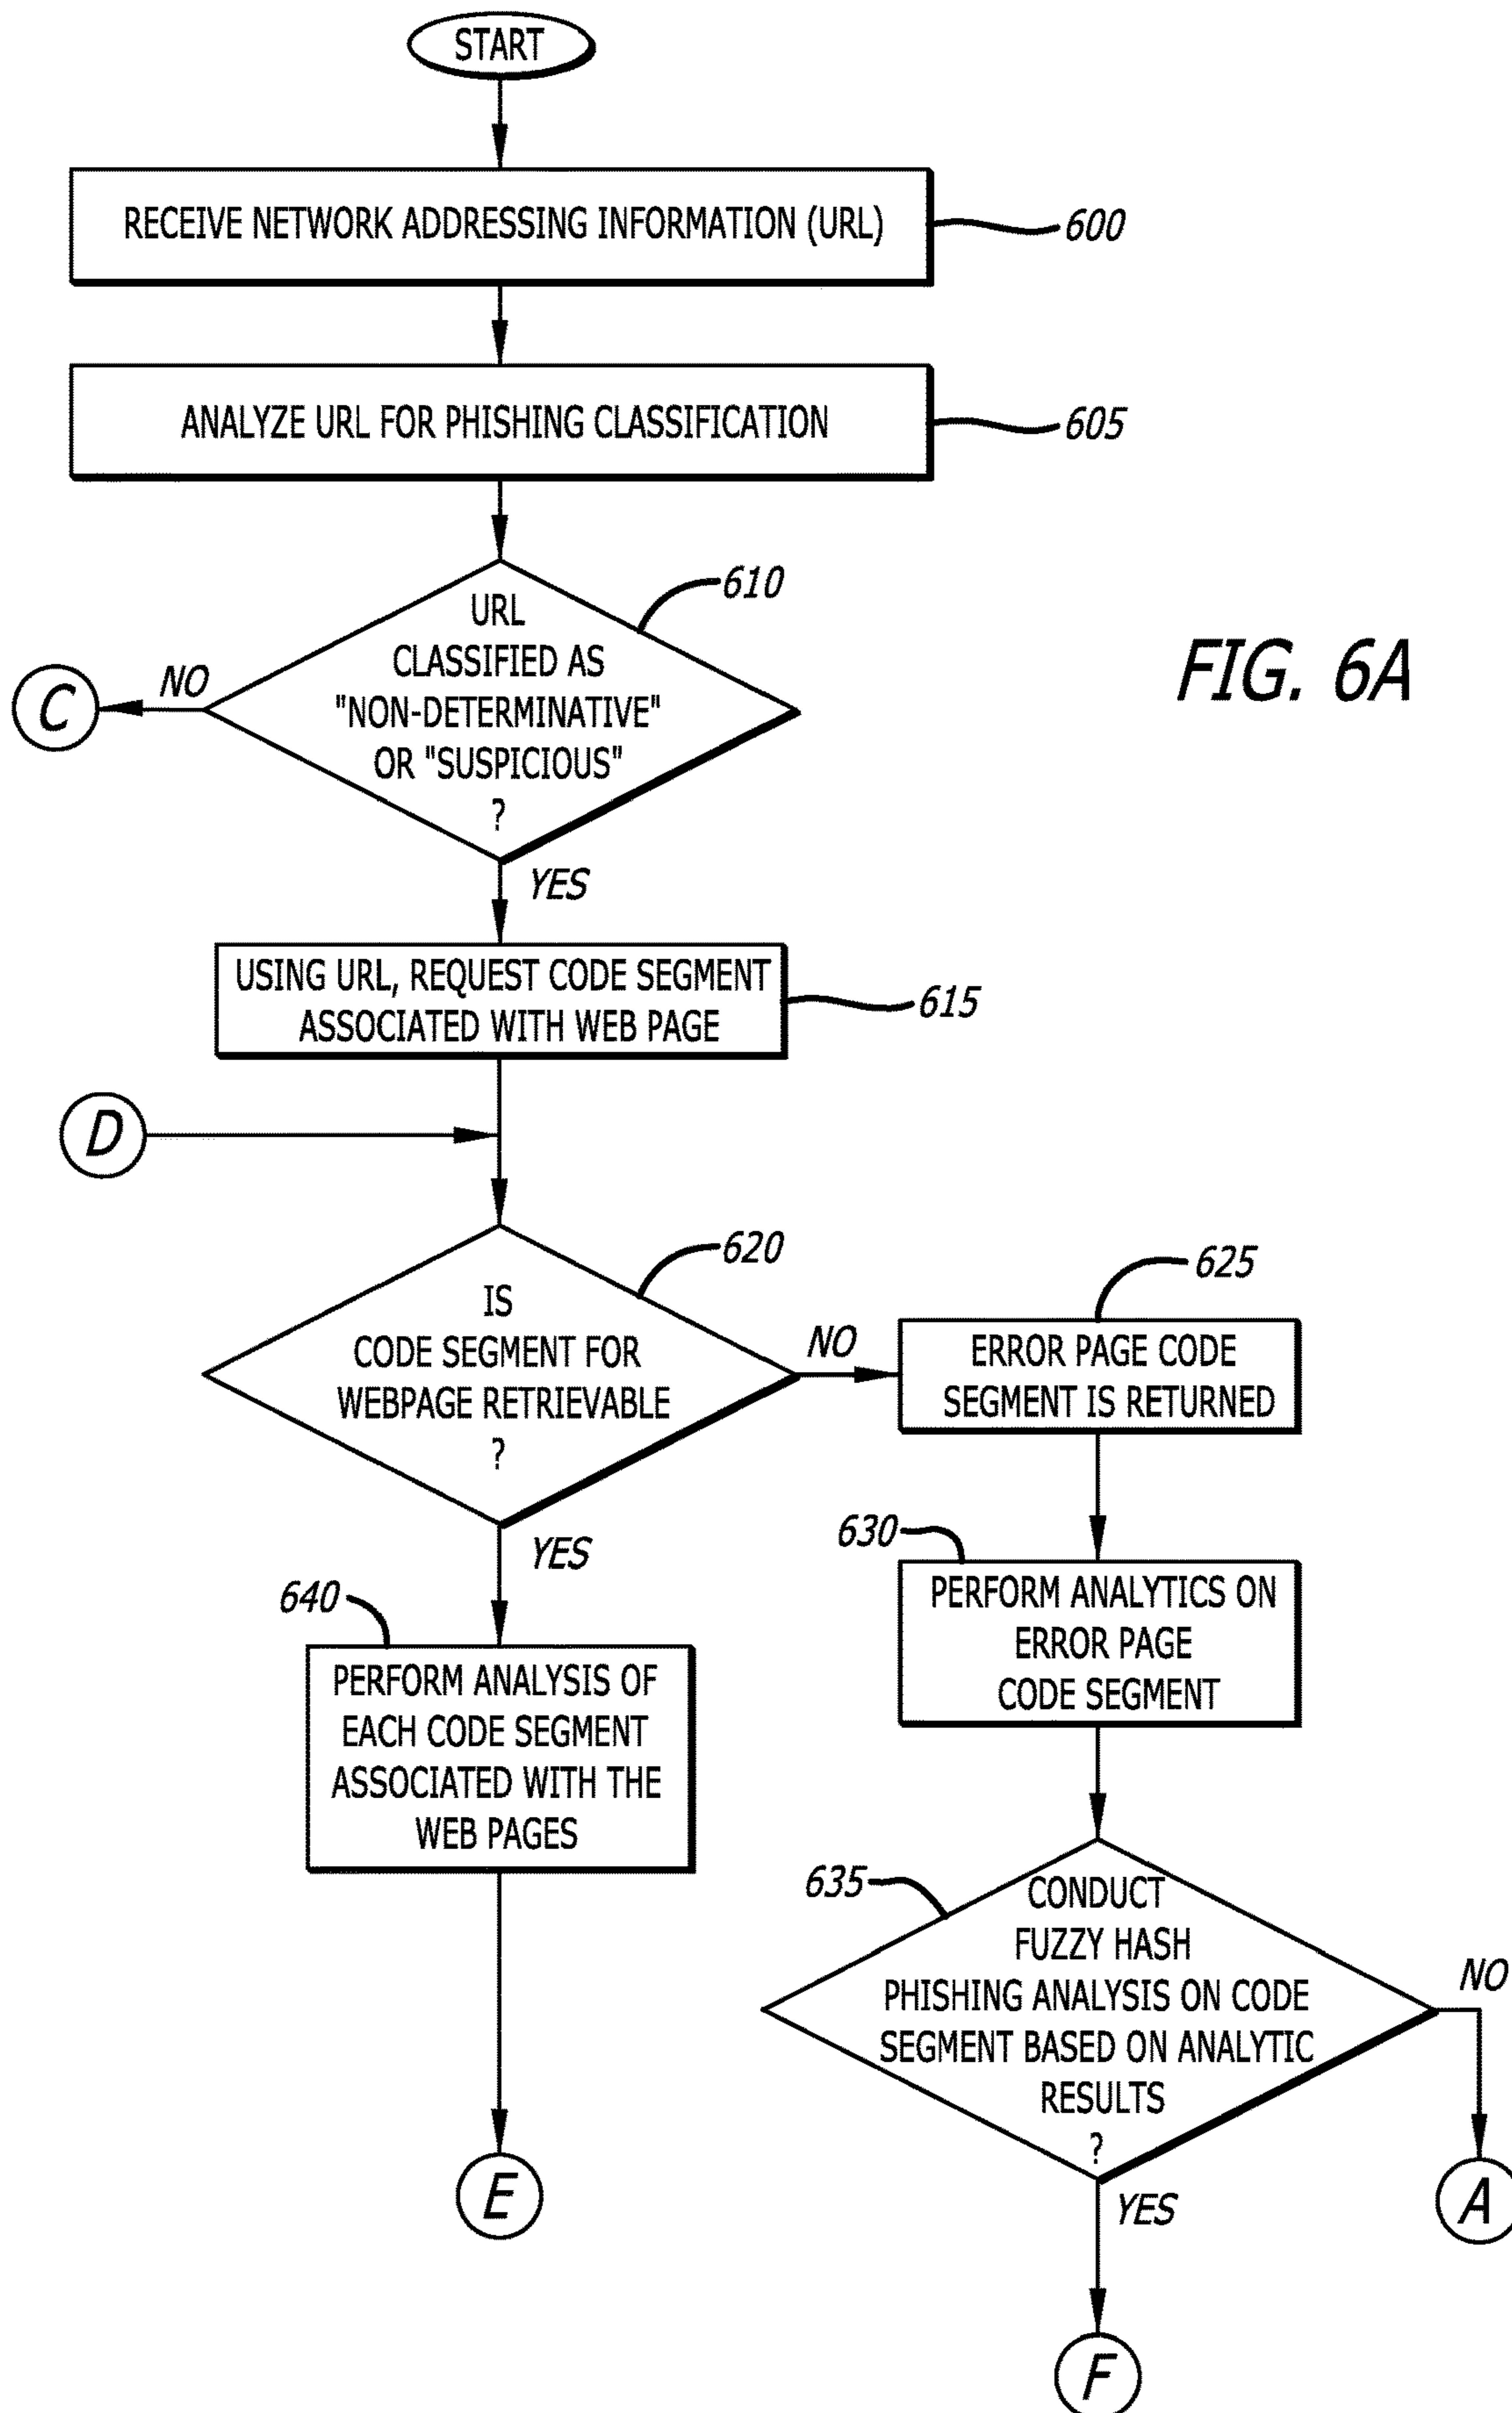 START
RECEIVE NETWORK ADDRESSING INFORMATION (URL)
600
ANALYZE URL FOR PHISHING CLASSIFICATION
605
610
URL
CLASSIFIED AS
"NON-DETERMINATIVE"
OR "SUSPICIOUS"
?
NO
C
FIG. 6A
YES
USING URL, REQUEST CODE SEGMENT
ASSOCIATED WITH WEB PAGE
615
D
620
IS
CODE SEGMENT FOR
WEBPAGE RETRIEVABLE
?
NO
625
ERROR PAGE CODE
SEGMENT IS RETURNED
YES
630
PERFORM ANALYTICS ON
ERROR PAGE
CODE SEGMENT
640
PERFORM ANALYSIS OF
EACH CODE SEGMENT
ASSOCIATED WITH THE
WEB PAGES
635
CONDUCT
FUZZY HASH
PHISHING ANALYSIS ON CODE
SEGMENT BASED ON ANALYTIC
RESULTS
?
NO
E
YES
A
F